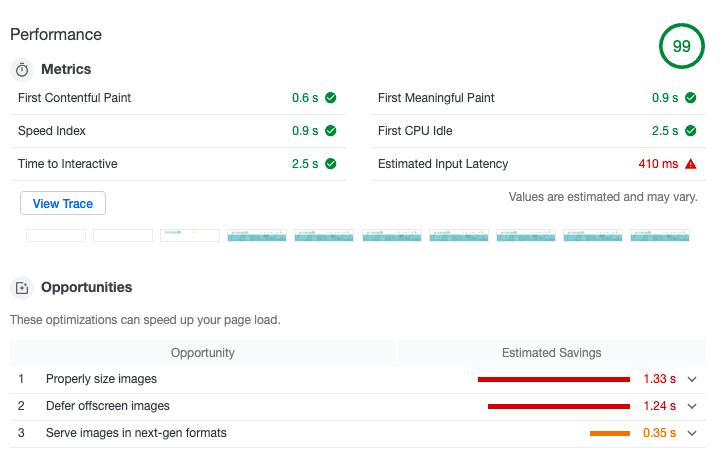 Performance
99
Metrics
First Contentful Paint 0.6 s
First Meaningful Paint 0.9 s
Speed Index 0.9 s
First CPU Idle 2.5 s
Time to Interactive 2.5 s
Estimated Input Latency 410 ms
View Trace
Values are estimated and may vary.
Opportunities
These optimizations can speed up your page load.
Opportunity Estimated Savings
1 Properly size images 1.33 s
2 Defer offscreen images 1.24 s
3 Serve images in next-gen formats 0.35 s